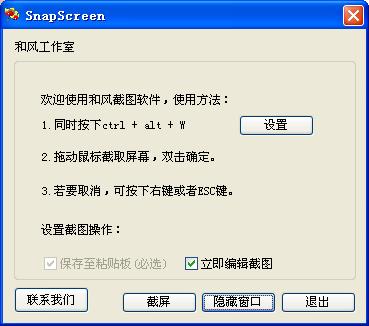 SnapScreen
和风工作室
欢迎使用和风截图软件，使用方法：
1.同时按下ctrl + alt + W
设置
2.拖动鼠标截取屏幕，双击确定。
3.若要取消，可按下右键或者ESC键。
设置截图操作：
保存至粘贴板(必选) 立即编辑截图
联系我们 截屏 隐藏窗口 退出